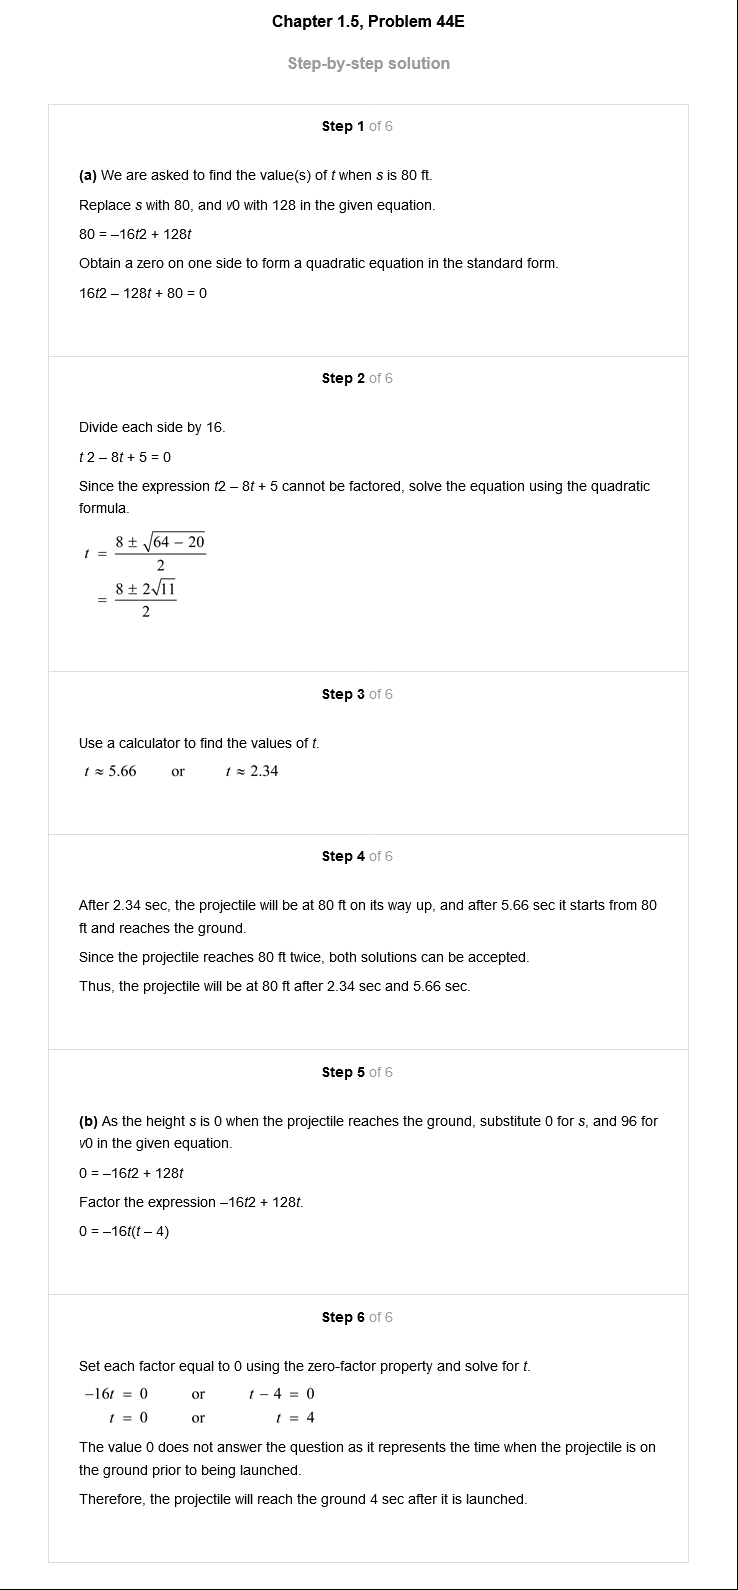 Chapter 1.5, Problem 44E
Step-by-step solution
Step 1 of 6
(a) We are asked to find the value(s) of t when s is 80 ft.
Replace s with 80, and v0 with 128 in the given equation.
80 = –16t2 + 128t
Obtain a zero on one side to form a quadratic equation in the standard form.
16t2 – 128t + 80 = 0
Step 2 of 6
Divide each side by 16.
t 2 – 8t + 5 = 0
Since the expression t2 – 8t + 5 cannot be factored, solve the equation using the quadratic
formula.
t = (8 ± √(64 – 20))/2
= (8 ± 2√11)/2
Step 3 of 6
Use a calculator to find the values of t.
t ≈ 5.66 or t ≈ 2.34
Step 4 of 6
After 2.34 sec, the projectile will be at 80 ft on its way up, and after 5.66 sec it starts from 80
ft and reaches the ground.
Since the projectile reaches 80 ft twice, both solutions can be accepted.
Thus, the projectile will be at 80 ft after 2.34 sec and 5.66 sec.
Step 5 of 6
(b) As the height s is 0 when the projectile reaches the ground, substitute 0 for s, and 96 for
v0 in the given equation.
0 = –16t2 + 128t
Factor the expression –16t2 + 128t.
0 = –16t(t – 4)
Step 6 of 6
Set each factor equal to 0 using the zero-factor property and solve for t.
–16t = 0 or t – 4 = 0
t = 0 or t = 4
The value 0 does not answer the question as it represents the time when the projectile is on
the ground prior to being launched.
Therefore, the projectile will reach the ground 4 sec after it is launched.